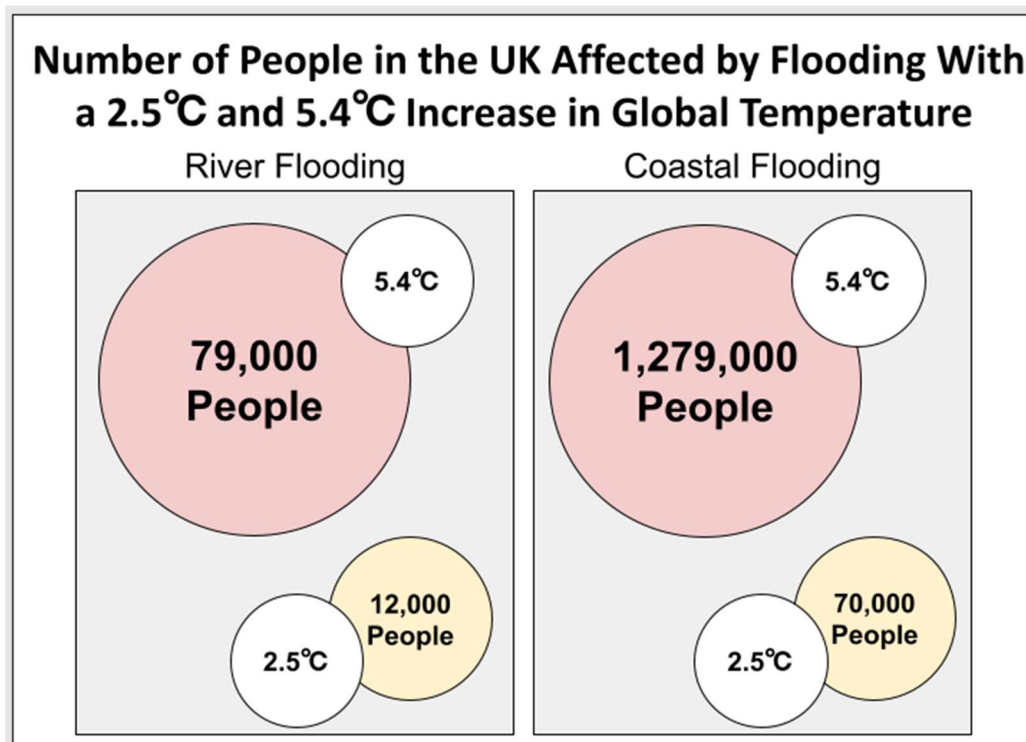 Number of People in the UK Affected by Flooding With
a 2.5℃ and 5.4℃ Increase in Global Temperature
River Flooding
5.4℃
79,000
People
12,000
People
2.5℃
Coastal Flooding
5.4℃
1,279,000
People
70,000
People
2.5℃